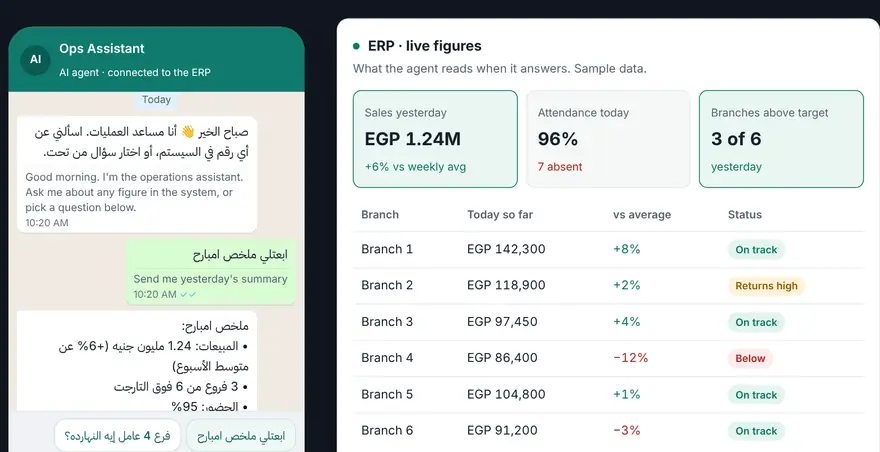 AI
Ops Assistant
AI agent · connected to the ERP
Today
صباح الخير 👋 أنا مساعد العمليات. اسألني عن
أي رقم في السيستم، أو اختار سؤال من تحت.
Good morning. I'm the operations assistant.
Ask me about any figure in the system, or
pick a question below.
10:20 AM
ابعتلي ملخص امبارح
Send me yesterday's summary
10:20 AM ✓✓
ملخص امبارح:
• المبيعات: 1.24 مليون جنيه (+6% عن
متوسط الأسبوع)
• 3 فروع من 6 فوق التارجت
• الحضور: 95%
ابعتلي ملخص امبارح
فرع 4 عامل إيه النهارده؟
ERP · live figures
What the agent reads when it answers. Sample data.
Sales yesterday
EGP 1.24M
+6% vs weekly avg
Attendance today
96%
7 absent
Branches above target
3 of 6
yesterday
Branch Today so far vs average Status
Branch 1 EGP 142,300 +8% On track
Branch 2 EGP 118,900 +2% Returns high
Branch 3 EGP 97,450 +4% On track
Branch 4 EGP 86,400 −12% Below
Branch 5 EGP 104,800 +1% On track
Branch 6 EGP 91,200 −3% On track